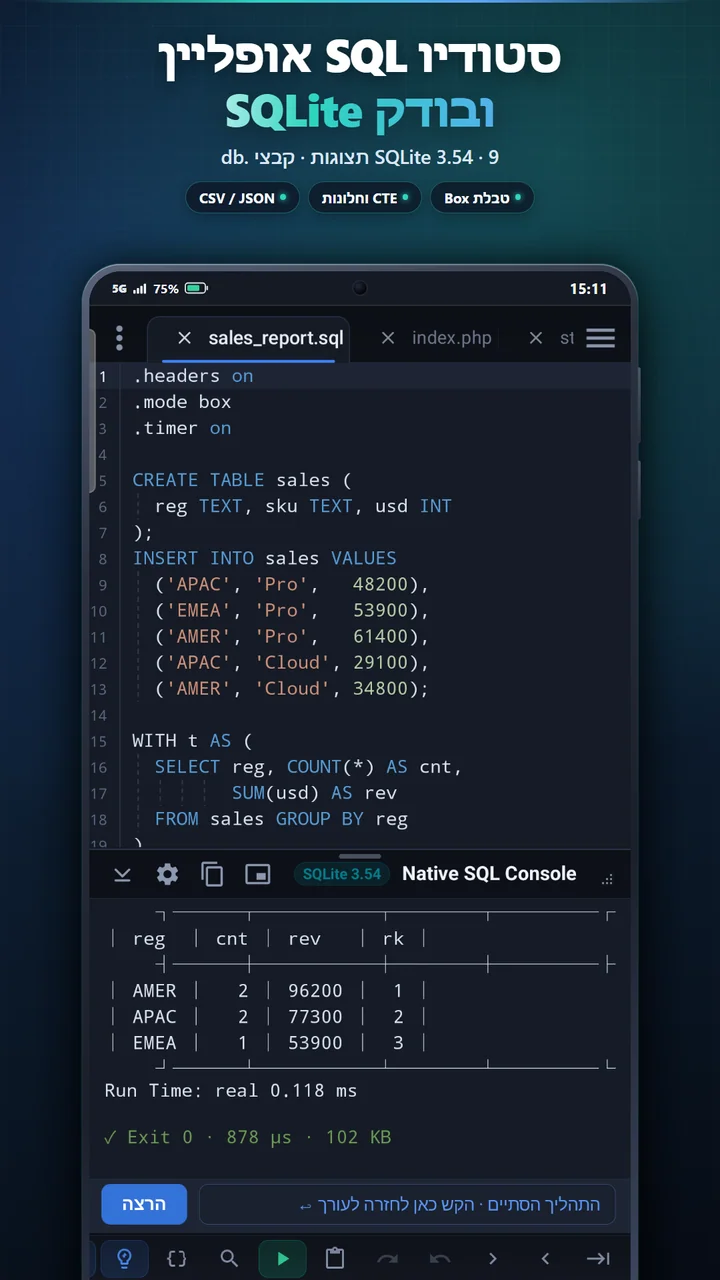 סטודיו SQL אופליין
ובודק SQLite
9 תצוגות · קבצי .db · SQLite 3.54
טבלת Box
CTE וחלונות
CSV / JSON
5G 75% 15:11
sales_report.sql index.php st
1 .headers on
2 .mode box
3 .timer on
4
5 CREATE TABLE sales (
6 reg TEXT, sku TEXT, usd INT
7 );
8 INSERT INTO sales VALUES
9 ('APAC', 'Pro', 48200),
10 ('EMEA', 'Pro', 53900),
11 ('AMER', 'Pro', 61400),
12 ('APAC', 'Cloud', 29100),
13 ('AMER', 'Cloud', 34800);
14
15 WITH t AS (
16 SELECT reg, COUNT(*) AS cnt,
17 SUM(usd) AS rev
18 FROM sales GROUP BY reg
19 )
SQLite 3.54 Native SQL Console
│ reg │ cnt │ rev │ rk │
│ AMER │ 2 │ 96200 │ 1 │
│ APAC │ 2 │ 77300 │ 2 │
│ EMEA │ 1 │ 53900 │ 3 │
Run Time: real 0.118 ms
✓ Exit 0 · 878 µs · 102 KB
התהליך הסתיים · הקש כאן לחזרה לעורך ↩
הרצה